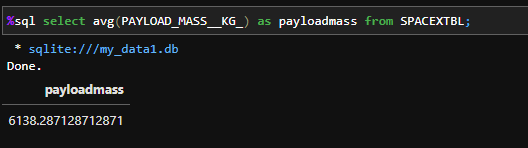 %sql select avg(PAYLOAD_MASS__KG_) as payloadmass from SPACEXTBL;
* sqlite:///my_data1.db
Done.
payloadmass
6138.287128712871